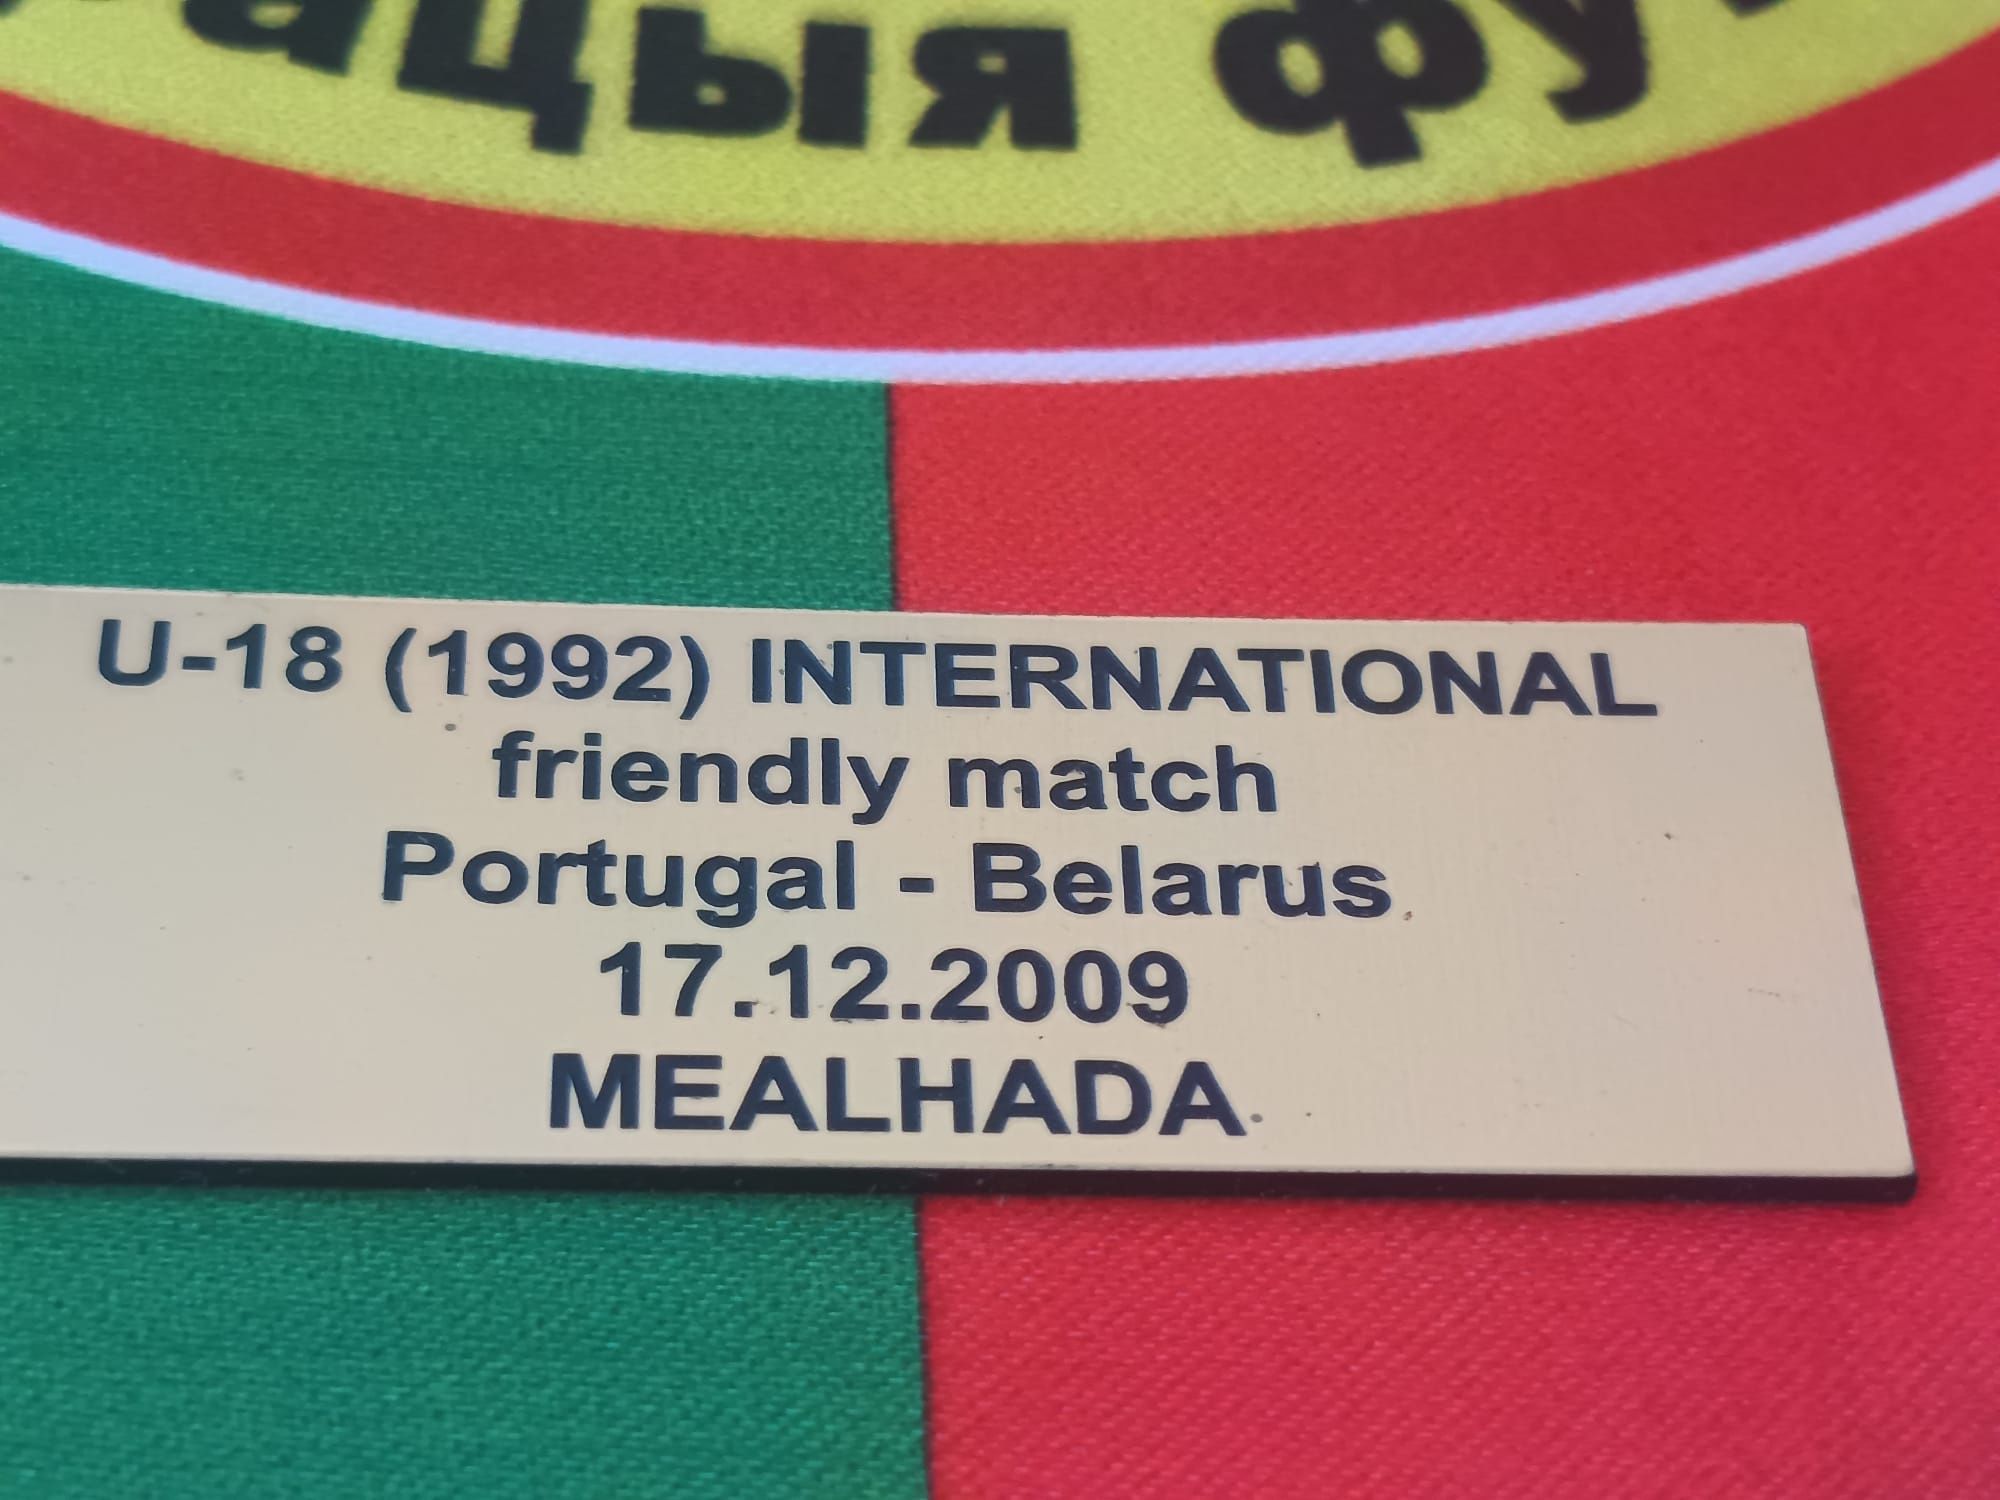 ацыя фу
U-18 (1992) INTERNATIONAL
friendly match
Portugal - Belarus
17.12.2009
MEALHADA